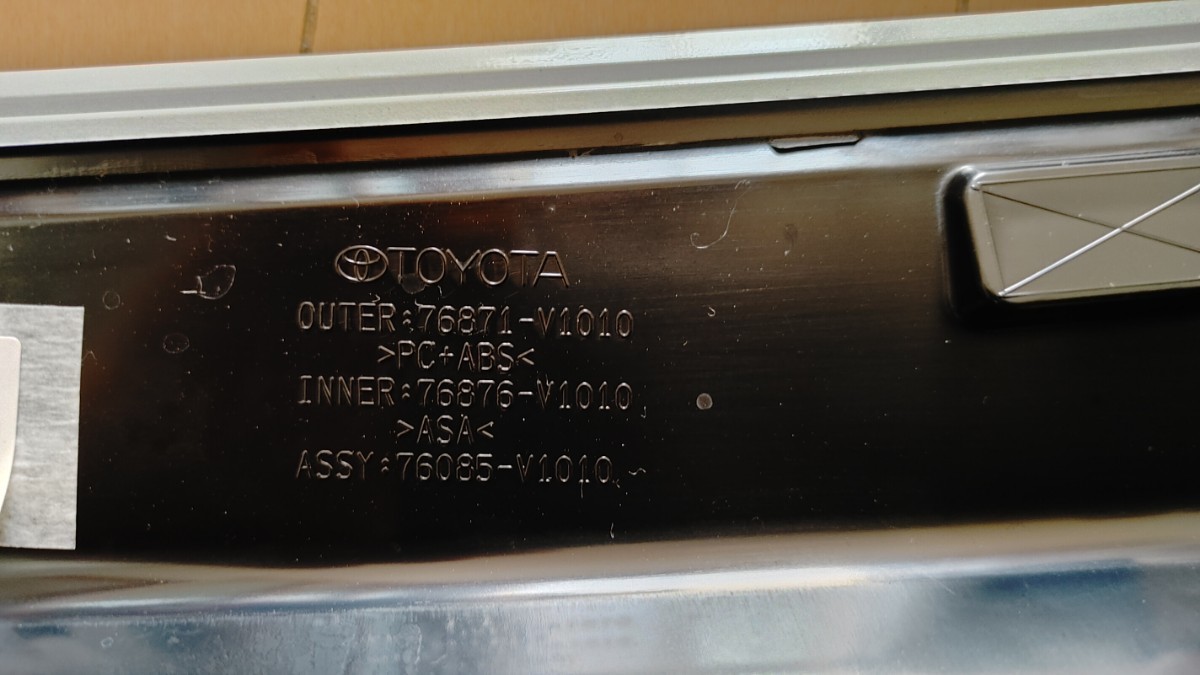 TOYOTA
OUTER:76871-V1010
>PC+ABS<
INNER:76876-V1010
>ASA<
ASSY:76085-V1010